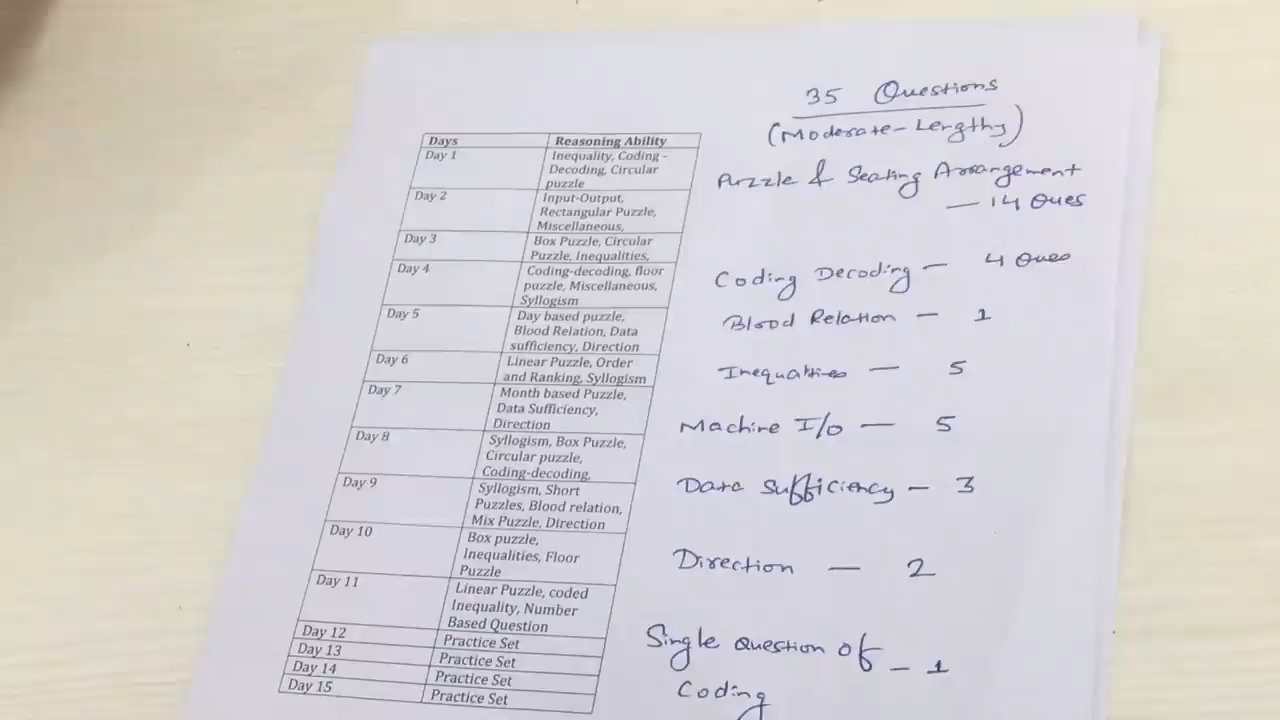 Days Reasoning Ability
Day 1 Inequality, Coding -
Decoding, Circular
puzzle
Day 2 Input-Output,
Rectangular Puzzle,
Miscellaneous,
Day 3 Box Puzzle, Circular
Puzzle, Inequalities,
Day 4 Coding-decoding, floor
puzzle, Miscellaneous,
Syllogism
Day 5 Day based puzzle,
Blood Relation, Data
sufficiency, Direction
Day 6 Linear Puzzle, Order
and Ranking, Syllogism
Day 7 Month based Puzzle,
Data Sufficiency,
Direction
Day 8 Syllogism, Box Puzzle,
Circular puzzle,
Coding-decoding,
Day 9 Syllogism, Short
Puzzles, Blood relation,
Mix Puzzle, Direction
Day 10 Box puzzle,
Inequalities, Floor
Puzzle
Day 11 Linear Puzzle, coded
Inequality, Number
Based Question
Day 12 Practice Set
Day 13 Practice Set
Day 14 Practice Set
Day 15 Practice Set
35 Questions
(Moderate-Lengthy)
Puzzle & Seating Arrangement
— 14 Ques
Coding Decoding — 4 Ques
Blood Relation — 1
Inequalities — 5
Machine I/o — 5
Data Sufficiency — 3
Direction — 2
Single Question of — 1
Coding